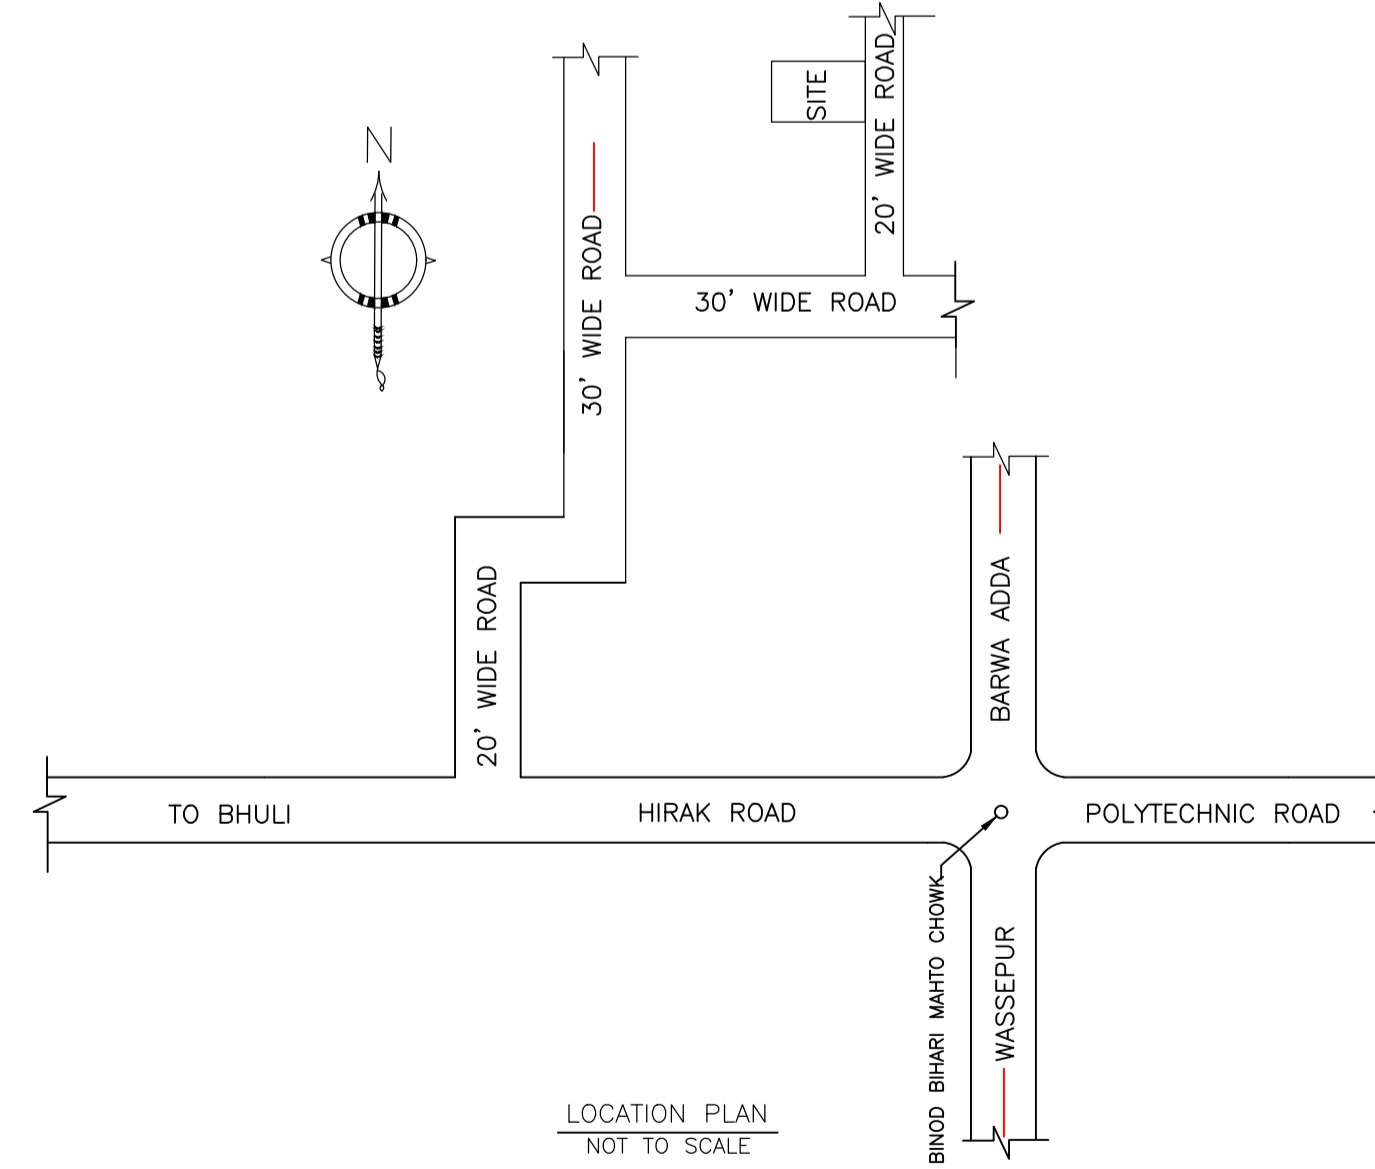 SITE
20' WIDE ROAD
N
30' WIDE ROAD
30' WIDE ROAD
20' WIDE ROAD
BARWA ADDA
TO BHULI
HIRAK ROAD
POLYTECHNIC ROAD
BINOD BIHARI MAHTO CHOWK
WASSEPUR
LOCATION PLAN
NOT TO SCALE